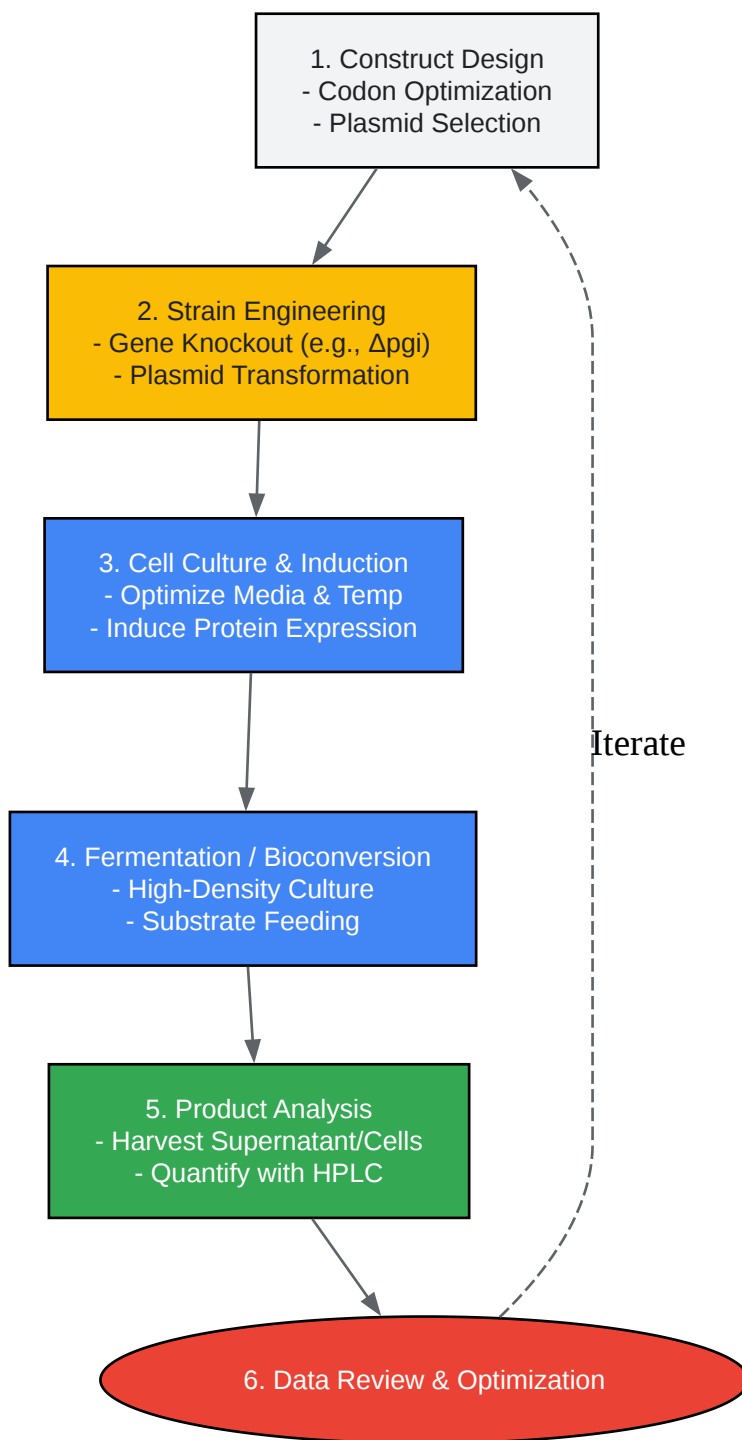 1. Construct Design
- Codon Optimization
- Plasmid Selection
2. Strain Engineering
- Gene Knockout (e.g., Δpgi)
- Plasmid Transformation
3. Cell Culture & Induction
- Optimize Media & Temp
- Induce Protein Expression
Iterate
4. Fermentation / Bioconversion
- High-Density Culture
- Substrate Feeding
5. Product Analysis
- Harvest Supernatant/Cells
- Quantify with HPLC
6. Data Review & Optimization